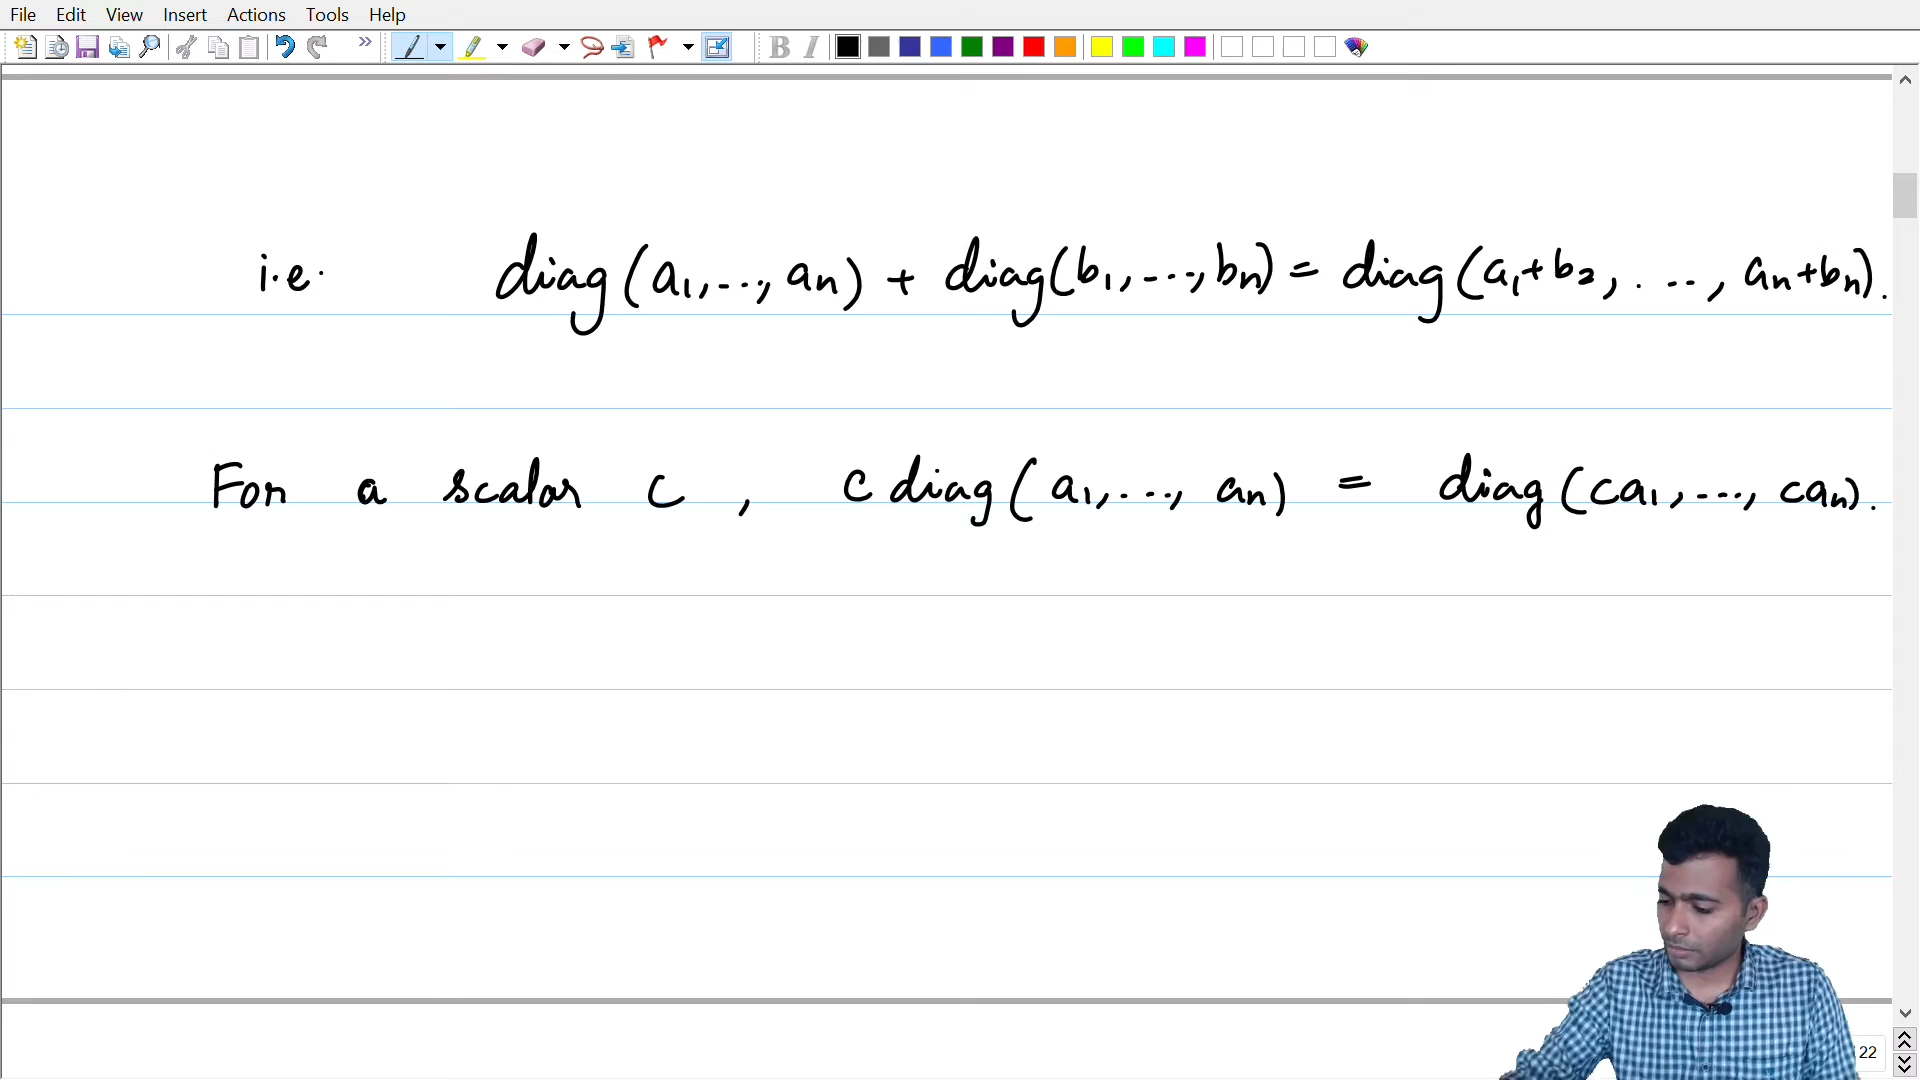 File Edit View Insert Actions Tools Help
B I
i.e. diag(a₁,..., aₙ) + diag(b₁,...,bₙ) = diag(a₁+b₂, ..., aₙ+bₙ).
For a scalar c, c diag(a₁,..., aₙ) = diag(ca₁,..., caₙ).
22